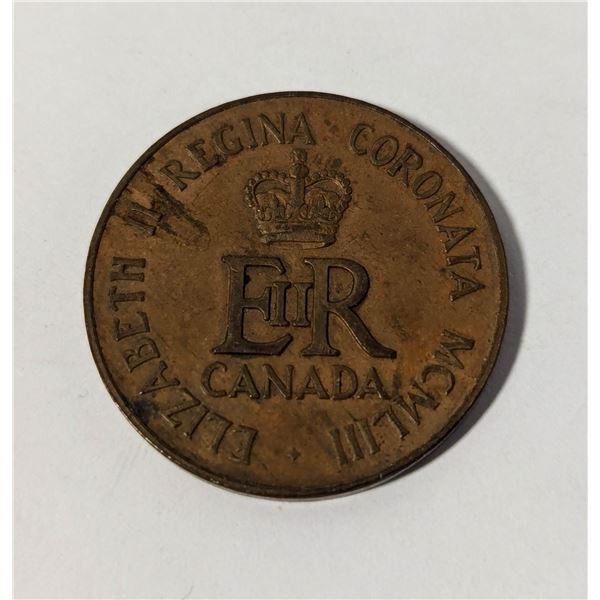 ELIZABETH II REGINA CORONATA MCMLIII
EIIR
CANADA